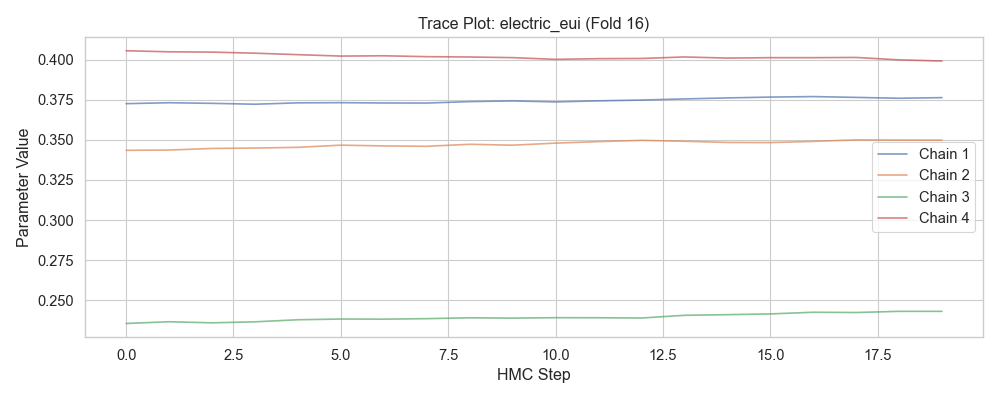 Trace Plot: electric_eui (Fold 16)
Parameter Value
0.400
0.375
0.350
0.325
0.300
0.275
0.250
Chain 1
Chain 2
Chain 3
Chain 4
0.0 2.5 5.0 7.5 10.0 12.5 15.0 17.5
HMC Step